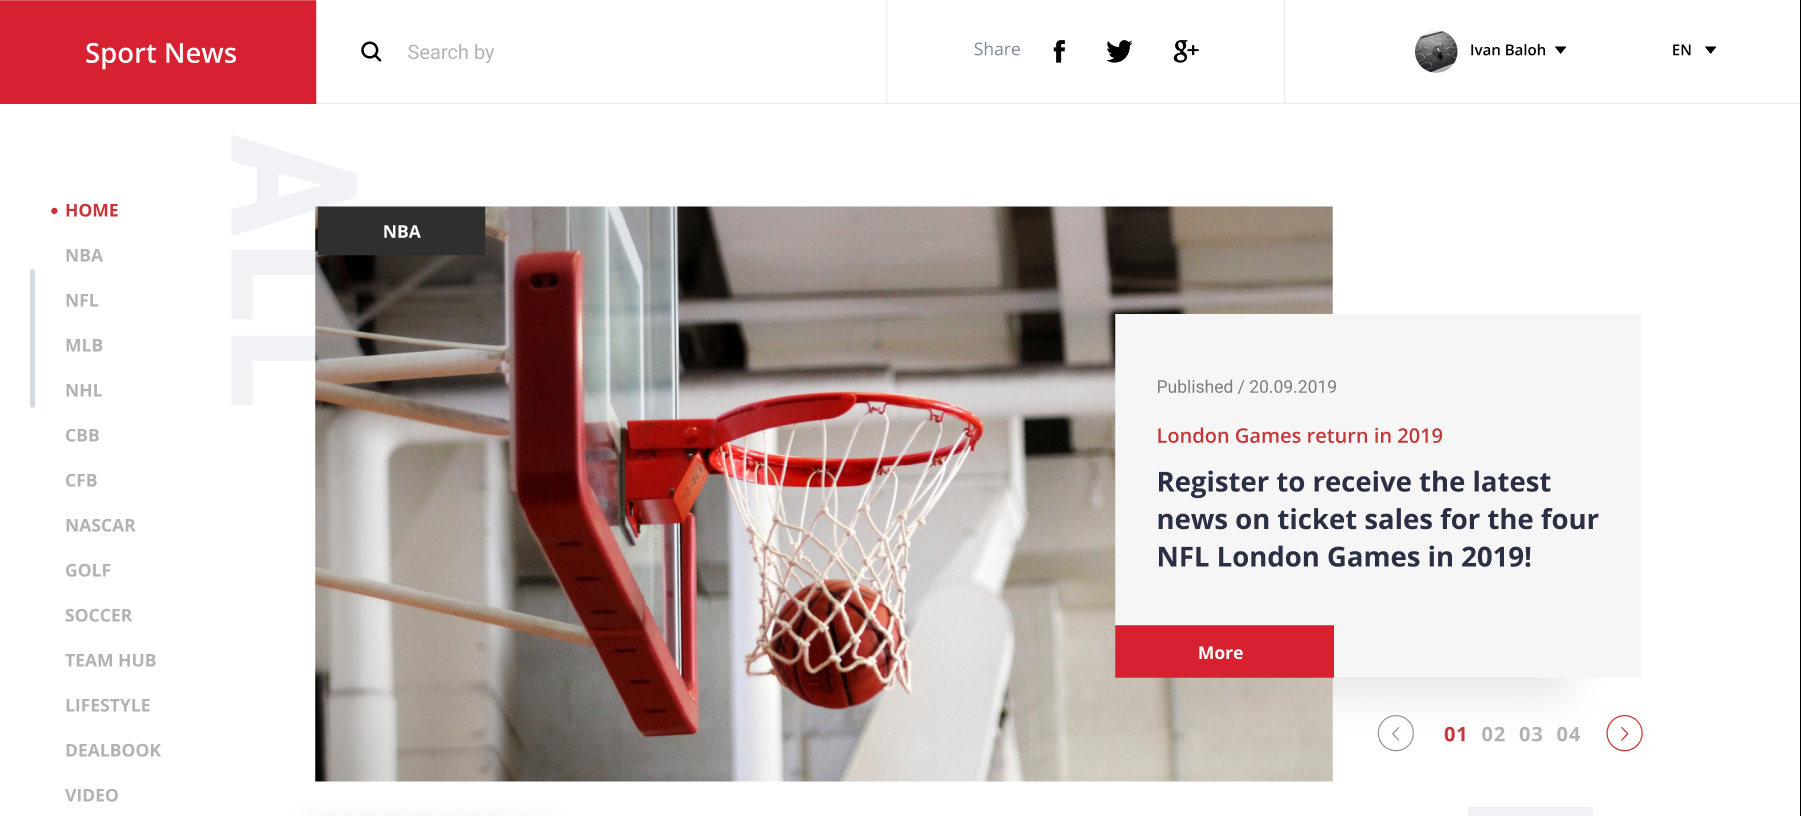 Sport News
Search by
Share
Ivan Baloh
EN
ALL
HOME
NBA
NFL
MLB
NHL
CBB
CFB
NASCAR
GOLF
SOCCER
TEAM HUB
LIFESTYLE
DEALBOOK
VIDEO
NBA
Published / 20.09.2019
London Games return in 2019
Register to receive the latest
news on ticket sales for the four
NFL London Games in 2019!
More
01 02 03 04